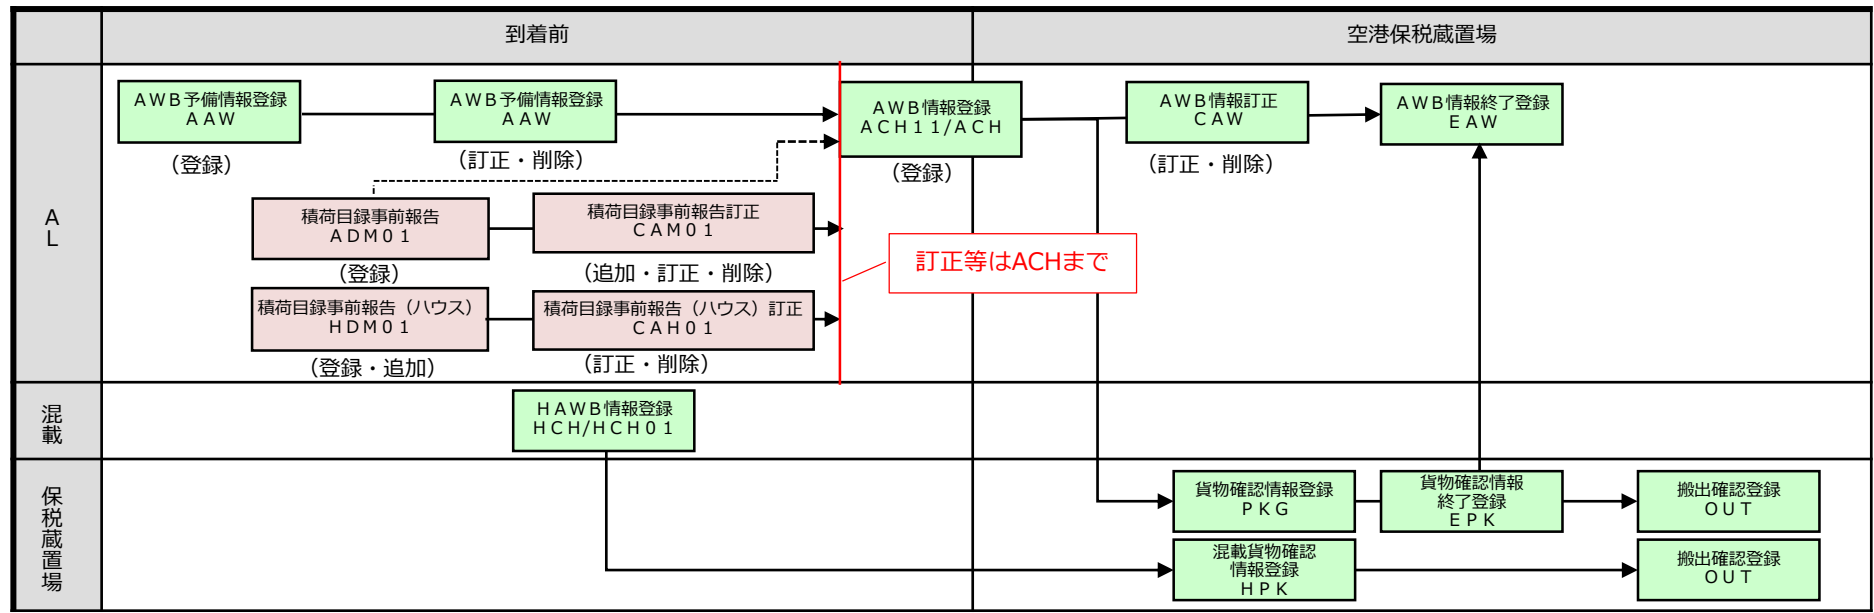 到着前
空港保税蔵置場
AL
AWB予備情報登録
AAW
(登録)
AWB予備情報登録
AAW
(訂正・削除)
AWB情報登録
ACH11/ACH
(登録)
AWB情報訂正
CAW
(訂正・削除)
AWB情報終了登録
EAW
積荷目録事前報告
ADM01
(登録)
積荷目録事前報告訂正
CAM01
(追加・訂正・削除)
訂正等はACHまで
積荷目録事前報告(ハウス)
HDM01
(登録・追加)
積荷目録事前報告(ハウス)訂正
CAH01
(訂正・削除)
混載
HAWB情報登録
HCH/HCH01
保税蔵置場
貨物確認情報登録
PKG
貨物確認情報
終了登録
EPK
搬出確認登録
OUT
混載貨物確認
情報登録
HPK
搬出確認登録
OUT